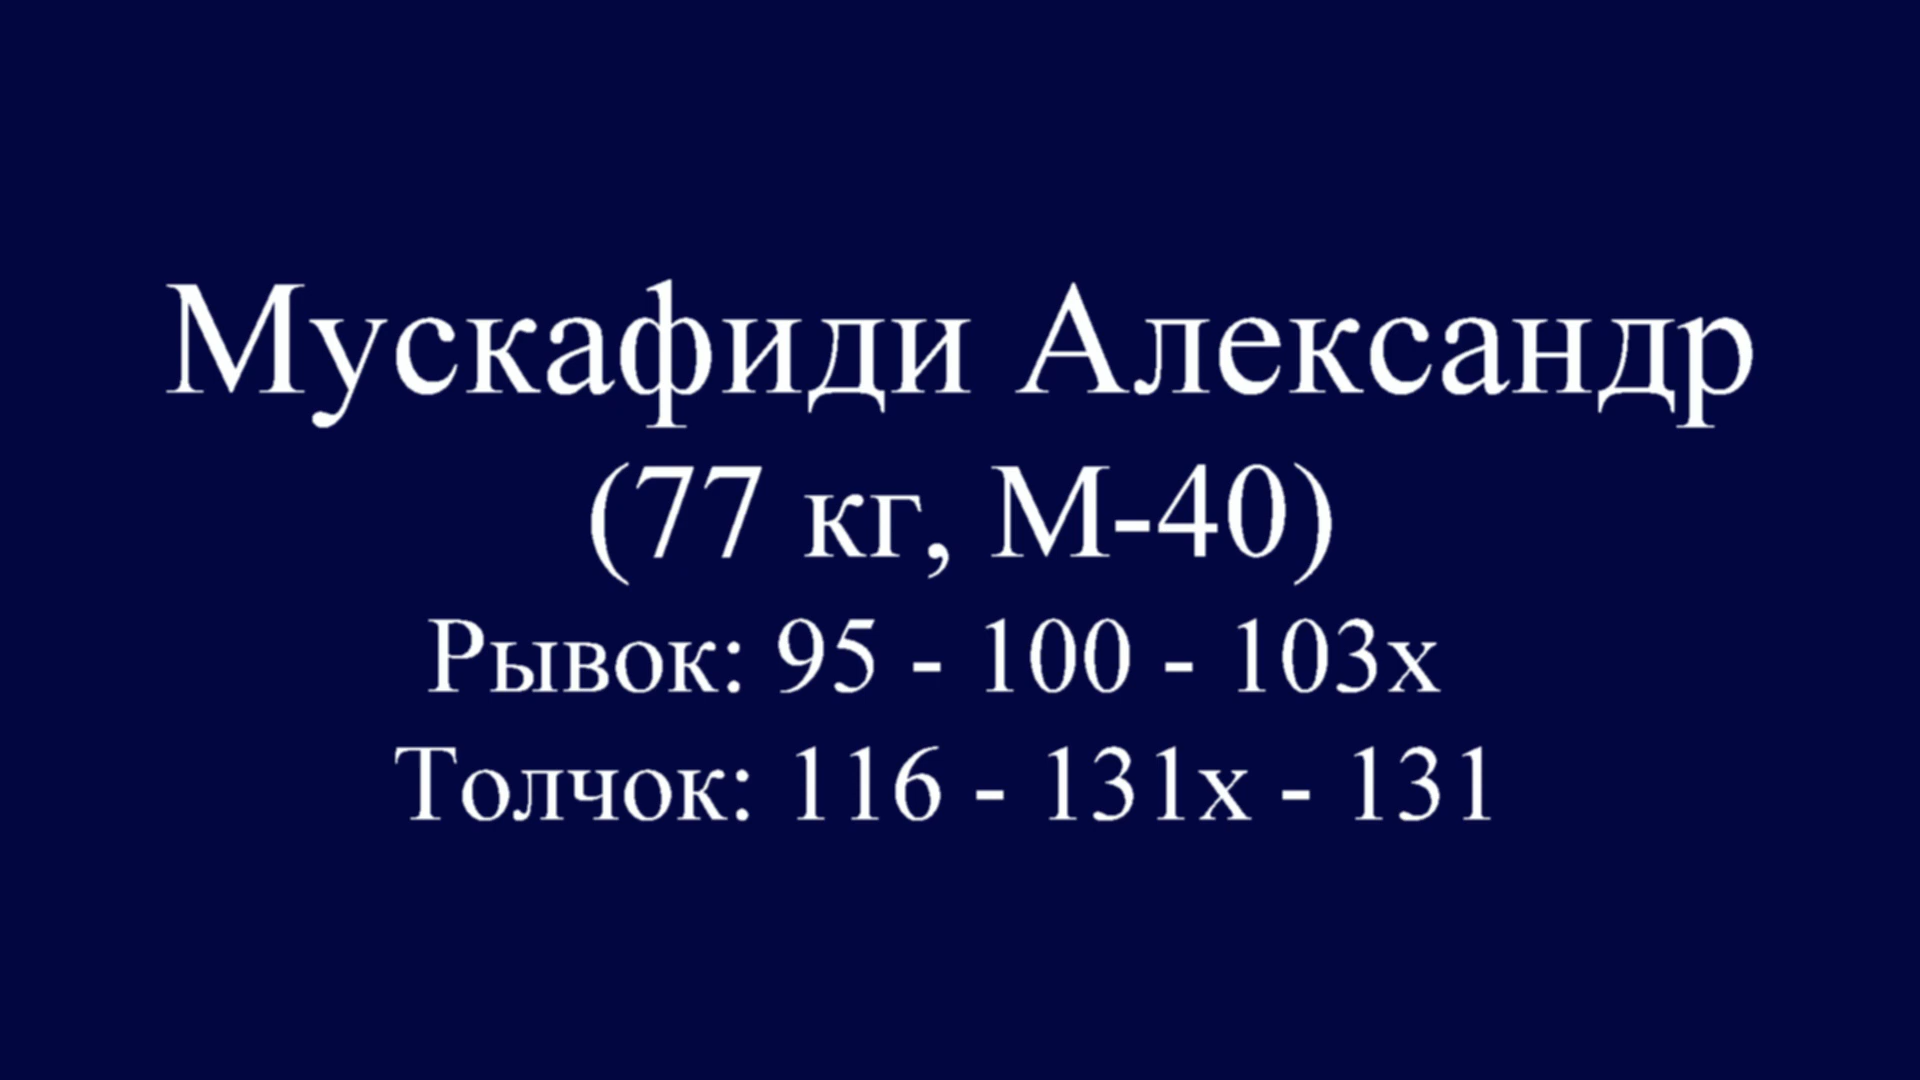 Мускафиди Александр
(77 кг, М-40)
Рывок: 95 - 100 - 103х
Толчок: 116 - 131х - 131